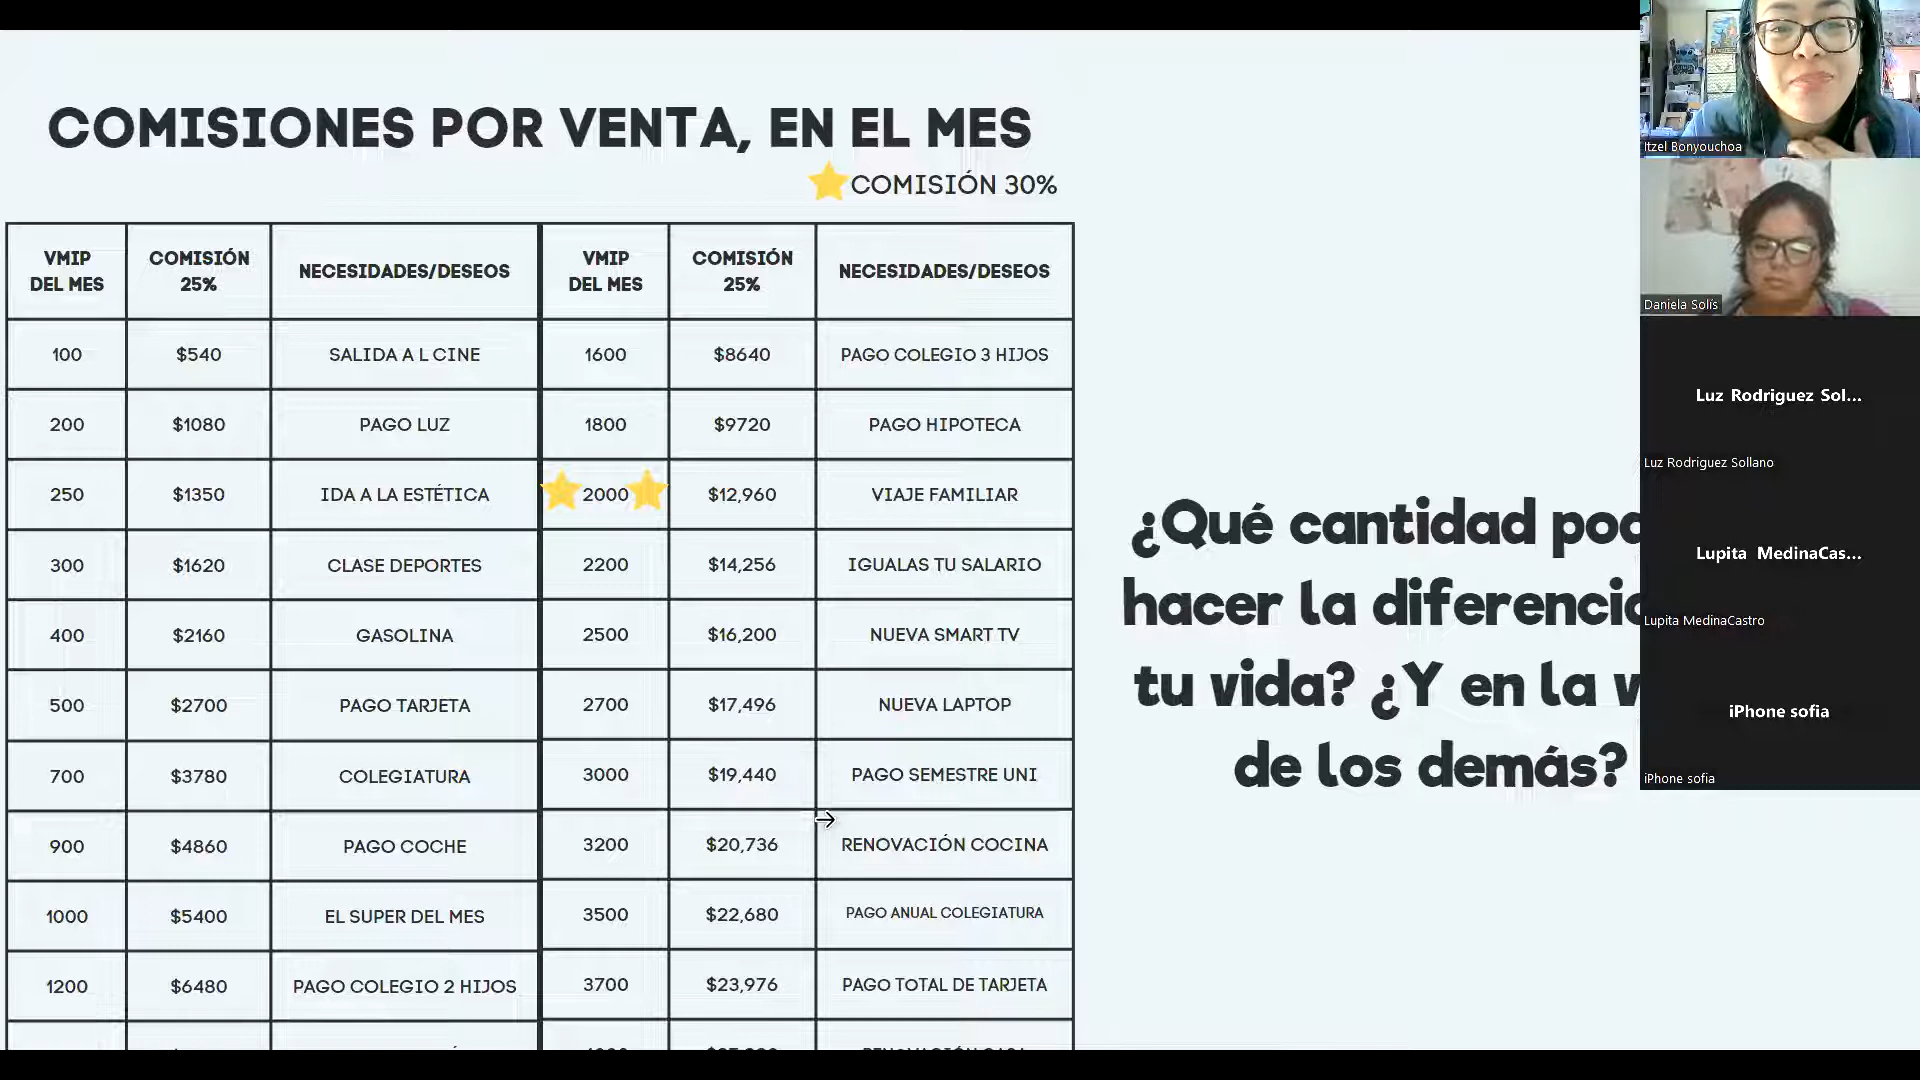 COMISIONES POR VENTA, EN EL MES
COMISIÓN 30%
VMIP DEL MES | COMISIÓN 25% | NECESIDADES/DESEOS | VMIP DEL MES | COMISIÓN 25% | NECESIDADES/DESEOS
100 | $540 | SALIDA A L CINE | 1600 | $8640 | PAGO COLEGIO 3 HIJOS
200 | $1080 | PAGO LUZ | 1800 | $9720 | PAGO HIPOTECA
250 | $1350 | IDA A LA ESTÉTICA | 2000 | $12,960 | VIAJE FAMILIAR
300 | $1620 | CLASE DEPORTES | 2200 | $14,256 | IGUALAS TU SALARIO
400 | $2160 | GASOLINA | 2500 | $16,200 | NUEVA SMART TV
500 | $2700 | PAGO TARJETA | 2700 | $17,496 | NUEVA LAPTOP
700 | $3780 | COLEGIATURA | 3000 | $19,440 | PAGO SEMESTRE UNI
900 | $4860 | PAGO COCHE | 3200 | $20,736 | RENOVACIÓN COCINA
1000 | $5400 | EL SUPER DEL MES | 3500 | $22,680 | PAGO ANUAL COLEGIATURA
1200 | $6480 | PAGO COLEGIO 2 HIJOS | 3700 | $23,976 | PAGO TOTAL DE TARJETA
¿Qué cantidad
hacer la
tu vida? ¿Y en la
de los demás?
Itzel Bonyouchoa
Daniela Solís
Luz Rodriguez Sol...
Luz Rodriguez Sollano
Lupita MedinaCas...
Lupita MedinaCastro
iPhone sofia
iPhone sofia